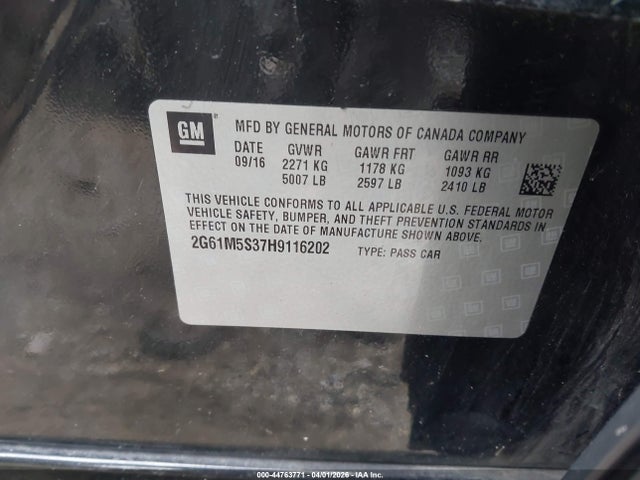 GM
MFD BY GENERAL MOTORS OF CANADA COMPANY
DATE GVWR GAWR FRT GAWR RR
09/16 2271 KG 1178 KG 1093 KG
5007 LB 2597 LB 2410 LB
THIS VEHICLE CONFORMS TO ALL APPLICABLE U.S. FEDERAL MOTOR
VEHICLE SAFETY, BUMPER, AND THEFT PREVENTION STANDARDS IN
EFFECT ON THE DATE OF MANUFACTURE SHOWN ABOVE.
2G61M5S37H9116202 TYPE: PASS CAR
000-44763771 - 04/01/2026 - IAA Inc.